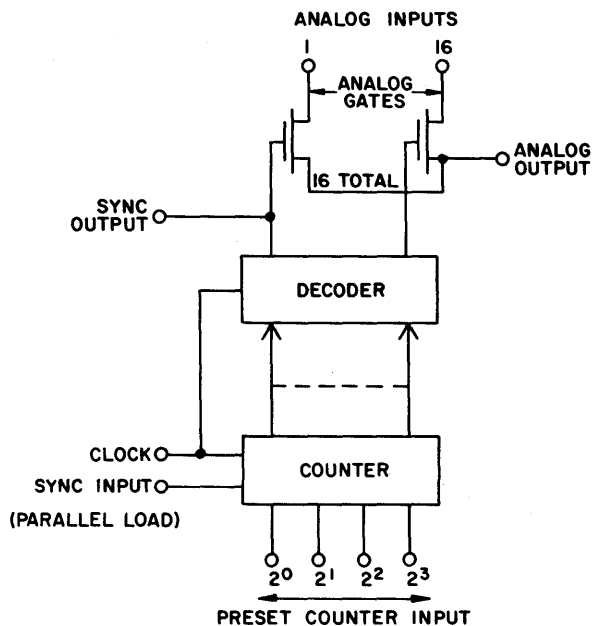 ANALOG INPUTS
1 16
ANALOG
GATES
ANALOG
OUTPUT
16 TOTAL
SYNC
OUTPUT
DECODER
CLOCK
COUNTER
SYNC INPUT
(PARALLEL LOAD)
2⁰ 2¹ 2² 2³
PRESET COUNTER INPUT